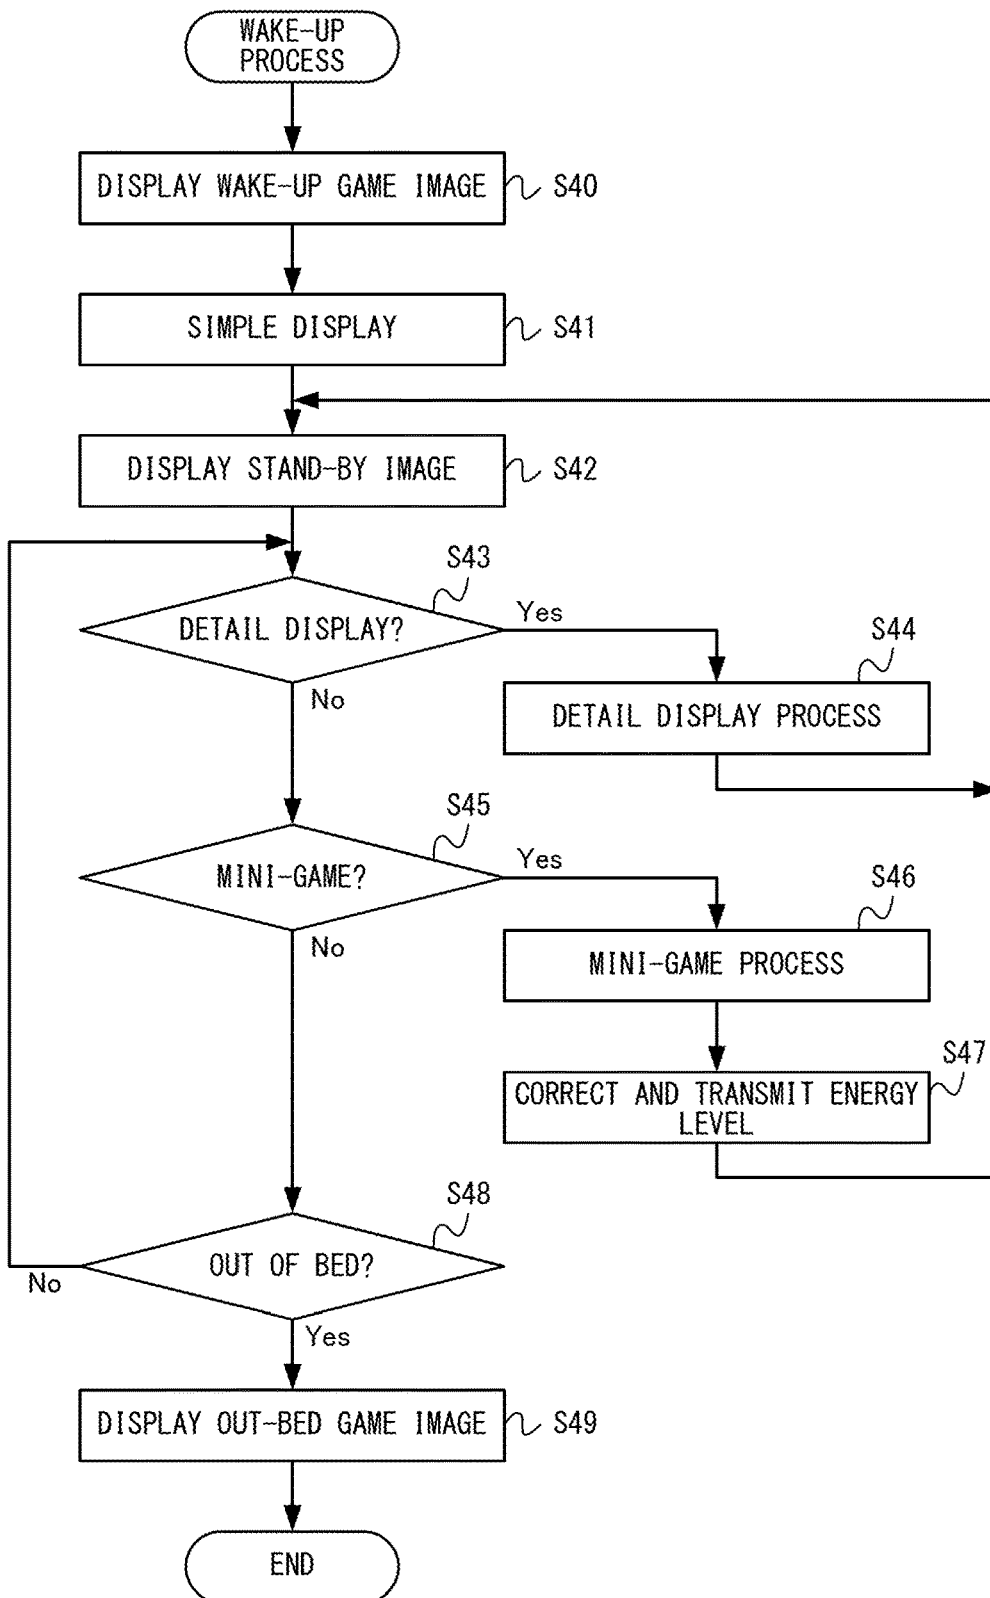 WAKE-UP
PROCESS
DISPLAY WAKE-UP GAME IMAGE
S40
SIMPLE DISPLAY
S41
DISPLAY STAND-BY IMAGE
S42
S43
DETAIL DISPLAY?
Yes
No
S44
DETAIL DISPLAY PROCESS
S45
MINI-GAME?
Yes
No
S46
MINI-GAME PROCESS
S47
CORRECT AND TRANSMIT ENERGY
LEVEL
S48
OUT OF BED?
No
Yes
DISPLAY OUT-BED GAME IMAGE
S49
END